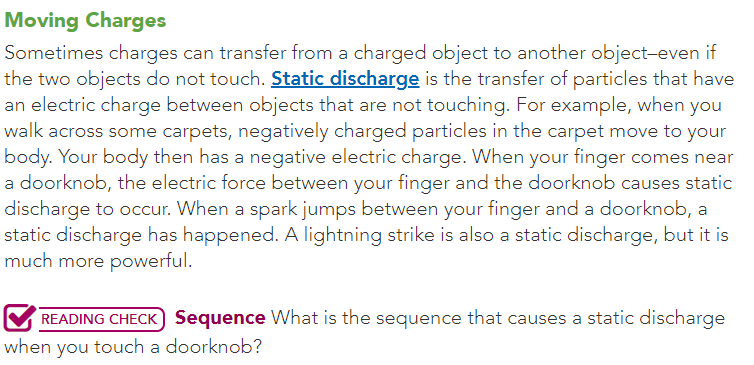 Moving Charges
Sometimes charges can transfer from a charged object to another object–even if
the two objects do not touch. Static discharge is the transfer of particles that have
an electric charge between objects that are not touching. For example, when you
walk across some carpets, negatively charged particles in the carpet move to your
body. Your body then has a negative electric charge. When your finger comes near
a doorknob, the electric force between your finger and the doorknob causes static
discharge to occur. When a spark jumps between your finger and a doorknob, a
static discharge has happened. A lightning strike is also a static discharge, but it is
much more powerful.
READING CHECK Sequence What is the sequence that causes a static discharge
when you touch a doorknob?